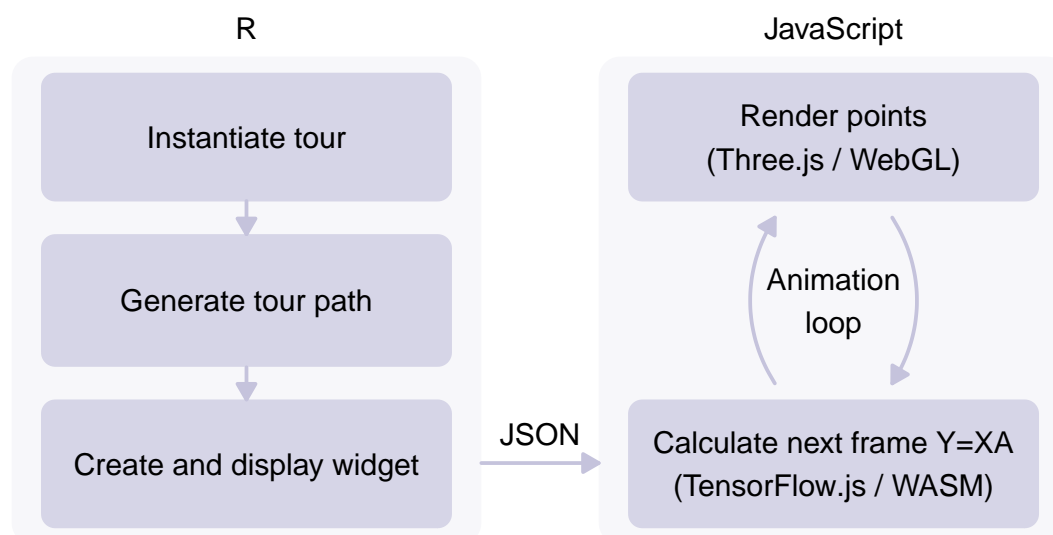 R
Instantiate tour
Generate tour path
Create and display widget
JSON
JavaScript
Render points
(Three.js / WebGL)
Animation
loop
Calculate next frame Y=XA
(TensorFlow.js / WASM)